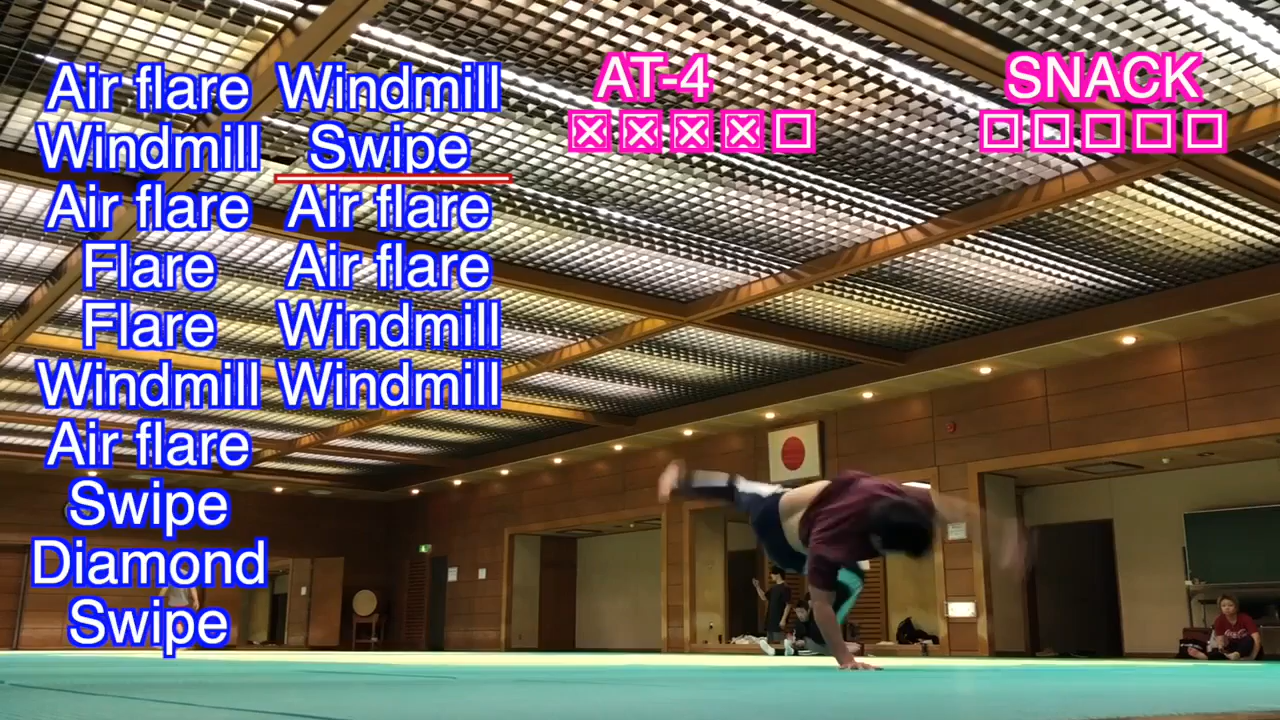 Air flare
Windmill
Air flare
Flare
Flare
Windmill
Air flare
Swipe
Diamond
Swipe
Windmill
Swipe
Air flare
Air flare
Windmill
Windmill
AT-4
☒☒☒☒☐
SNACK
☐☐☐☐☐